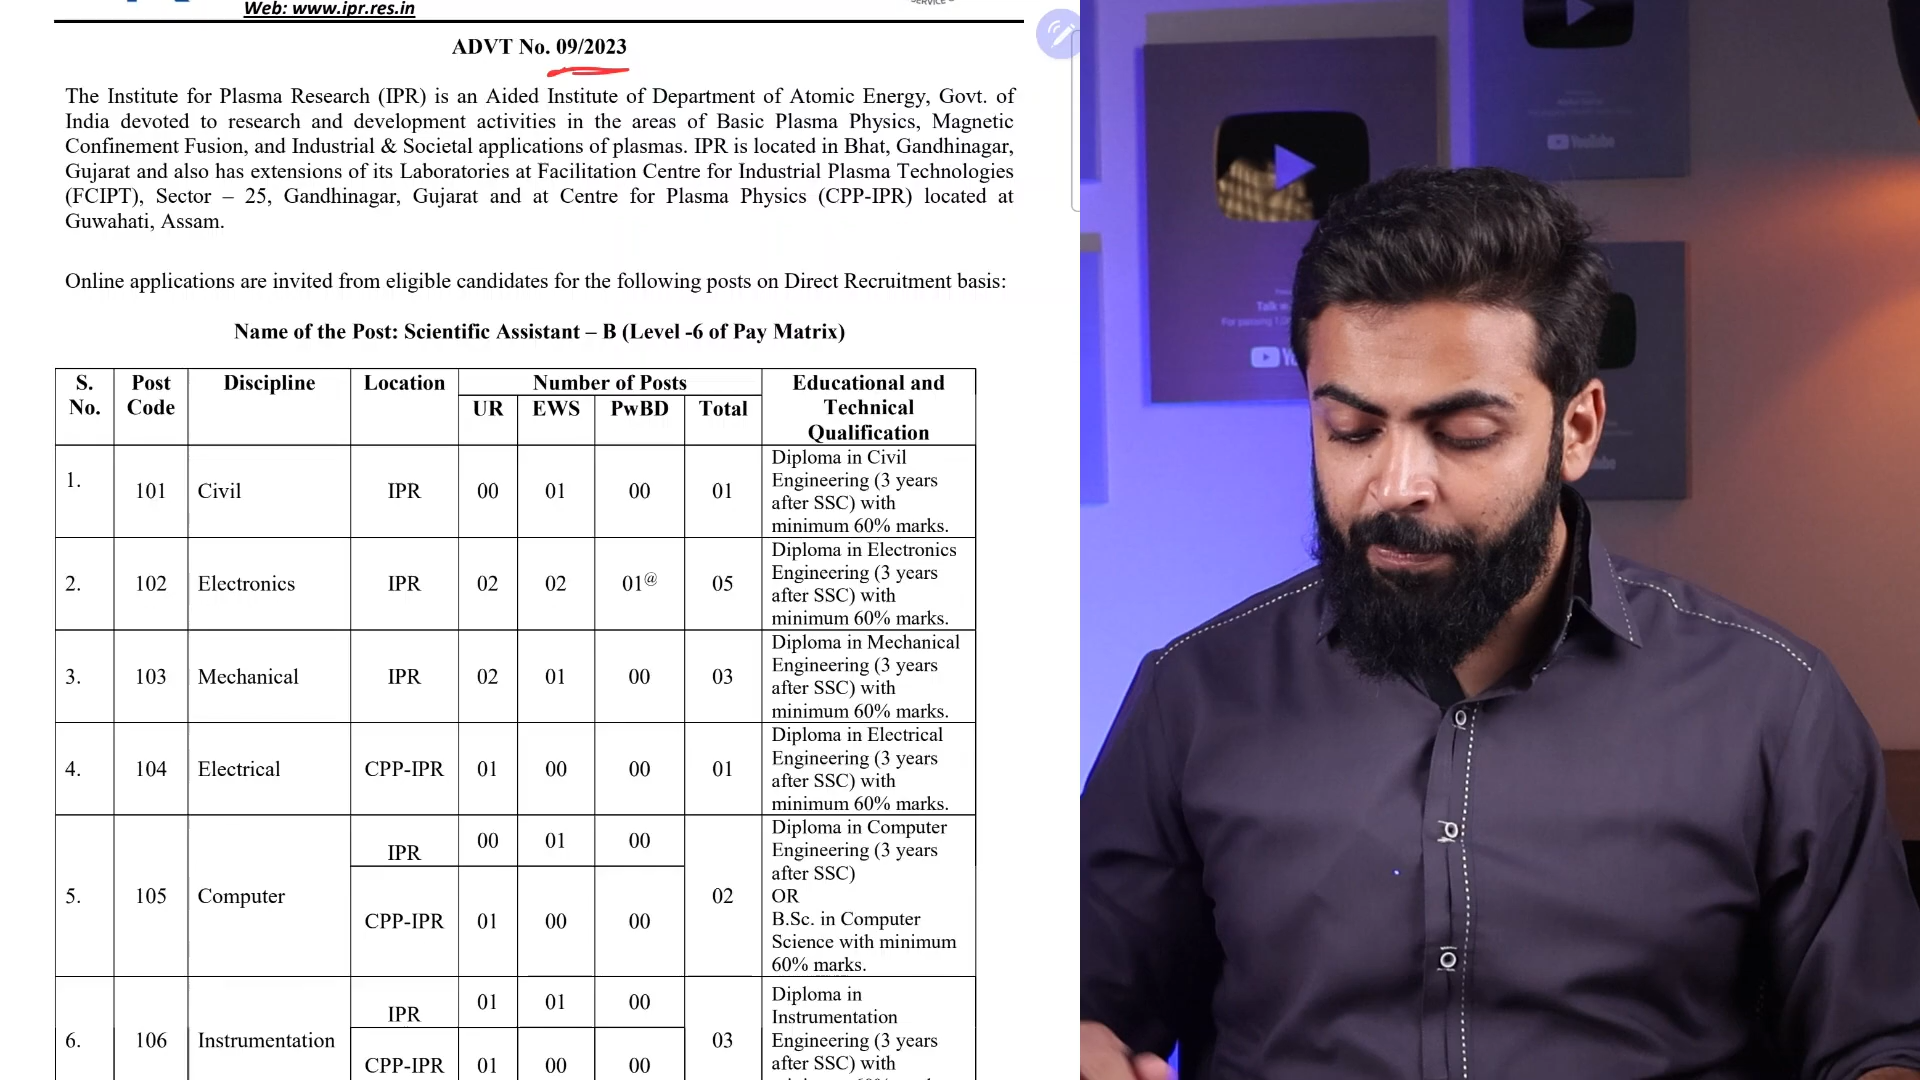 Web: www.ipr.res.in
ADVT No. 09/2023
The Institute for Plasma Research (IPR) is an Aided Institute of Department of Atomic Energy, Govt. of
India devoted to research and development activities in the areas of Basic Plasma Physics, Magnetic
Confinement Fusion, and Industrial & Societal applications of plasmas. IPR is located in Bhat, Gandhinagar,
Gujarat and also has extensions of its Laboratories at Facilitation Centre for Industrial Plasma Technologies
(FCIPT), Sector – 25, Gandhinagar, Gujarat and at Centre for Plasma Physics (CPP-IPR) located at
Guwahati, Assam.
Online applications are invited from eligible candidates for the following posts on Direct Recruitment basis:
Name of the Post: Scientific Assistant – B (Level -6 of Pay Matrix)
S. No. Post Code Discipline Location Number of Posts Educational and Technical Qualification
UR EWS PwBD Total
1. 101 Civil IPR 00 01 00 01
Diploma in Civil
Engineering (3 years
after SSC) with
minimum 60% marks.
2. 102 Electronics IPR 02 02 01@ 05
Diploma in Electronics
Engineering (3 years
after SSC) with
minimum 60% marks.
3. 103 Mechanical IPR 02 01 00 03
Diploma in Mechanical
Engineering (3 years
after SSC) with
minimum 60% marks.
4. 104 Electrical CPP-IPR 01 00 00 01
Diploma in Electrical
Engineering (3 years
after SSC) with
minimum 60% marks.
5. 105 Computer IPR 00 01 00 02
CPP-IPR 01 00 00
Diploma in Computer
Engineering (3 years
after SSC)
OR
B.Sc. in Computer
Science with minimum
60% marks.
6. 106 Instrumentation IPR 01 01 00 03
CPP-IPR 01 00 00
Diploma in
Instrumentation
Engineering (3 years
after SSC) with
YouTube